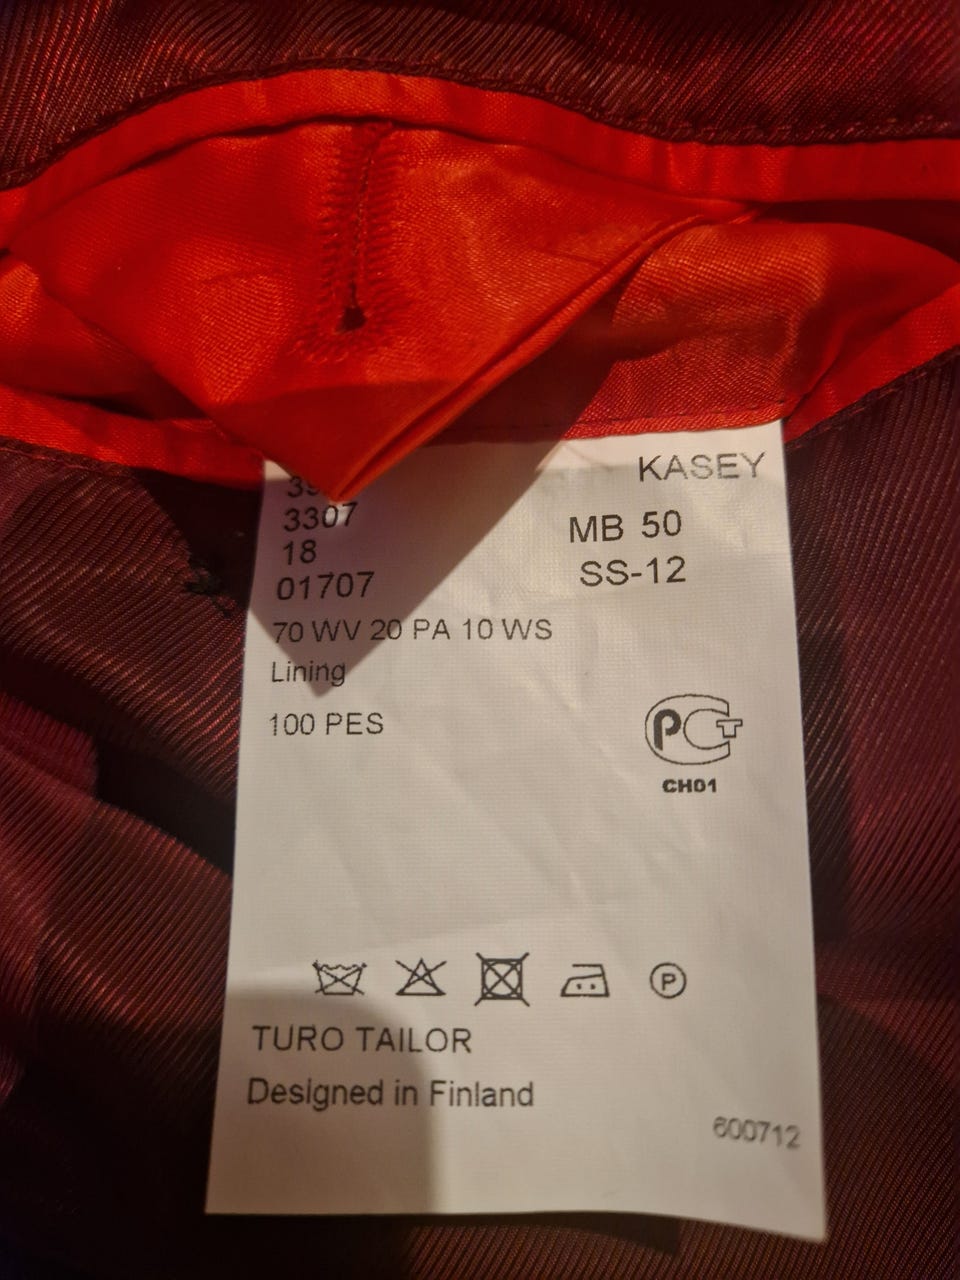 KASEY
3307
MB 50
18
SS-12
01707
70 WV 20 PA 10 WS
Lining
100 PES
PCT
CH01
P
TURO TAILOR
Designed in Finland
600712